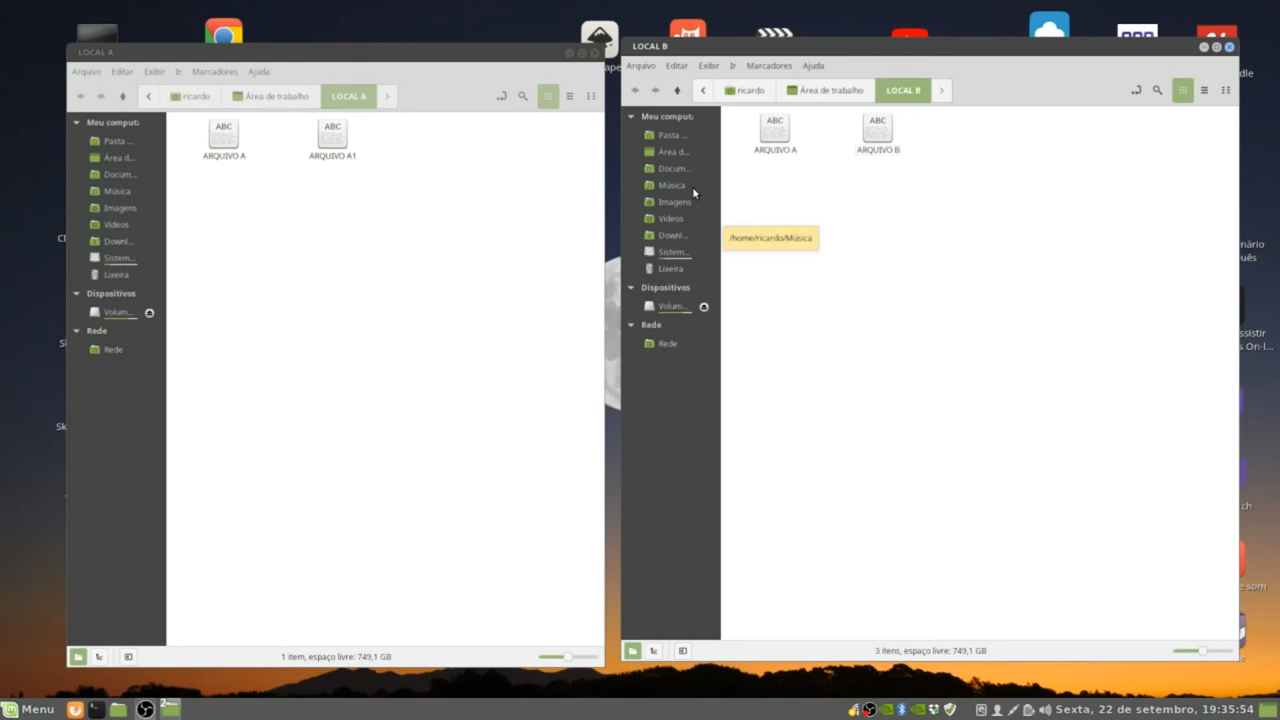 LOCAL A
Arquivo Editar Exibir Ir Marcadores Ajuda
ricardo Área de trabalho LOCAL A
Meu comput
Pasta ...
Área d...
Docum...
Música
Imagens
Vídeos
Downl...
Sistem...
Lixeira
Dispositivos
Volum...
Rede
Rede
ABC
ARQUIVO A
ABC
ARQUIVO A1
1 item, espaço livre: 749,1 GB
LOCAL B
Arquivo Editar Exibir Ir Marcadores Ajuda
ricardo Área de trabalho LOCAL B
Meu comput
Pasta ...
Área d...
Docum...
Música
Imagens
Vídeos
Downl...
Sistem...
Lixeira
Dispositivos
Volum...
Rede
Rede
ABC
ARQUIVO A
ABC
ARQUIVO B
/home/ricardo/Música
3 itens, espaço livre: 749,1 GB
Menu
Sexta, 22 de setembro, 19:35:54